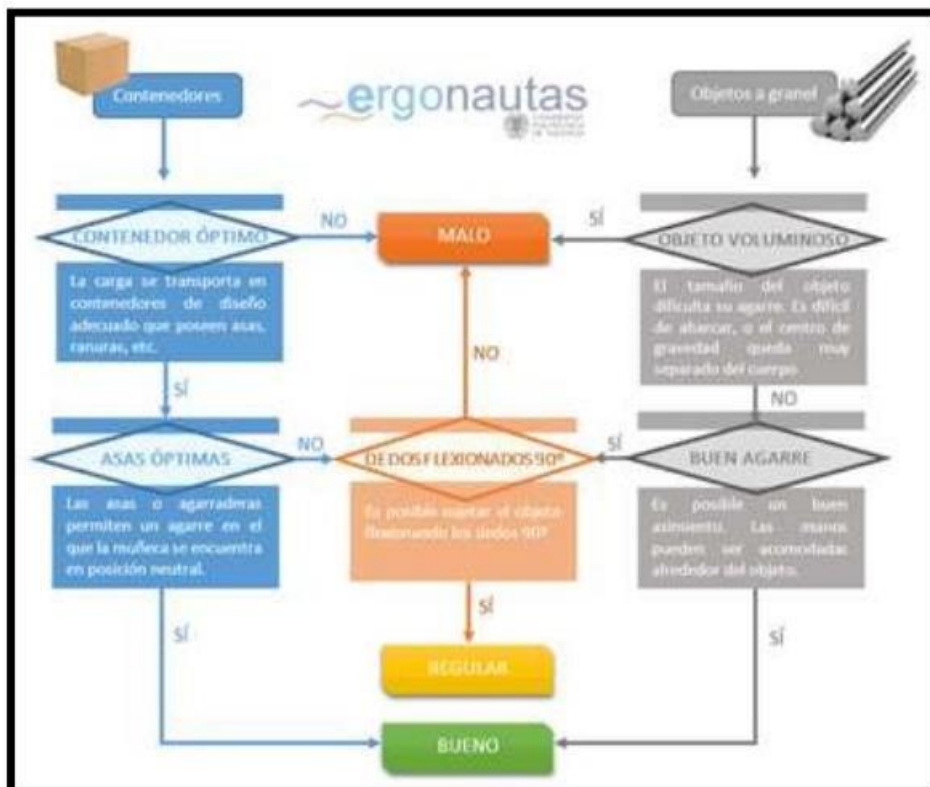 Contenedores
ergonautas
UNIVERSITAT
POLITÈCNICA
DE VALÈNCIA
Objetos a granel
NO
MALO
SÍ
CONTENEDOR ÓPTIMO
OBJETO VOLUMINOSO
La carga se transporta en
contenedores de diseño
adecuado que poseen asas,
ranuras, etc.
El tamaño del objeto
dificulta su agarre. Es difícil
de abarcar, o el centro de
gravedad queda muy
separado del cuerpo
NO
SÍ
NO
ASAS ÓPTIMAS
NO
DEDOS FLEXIONADOS 90º
SÍ
BUEN AGARRE
Las asas o agarraderas
permiten un agarre en el
que la muñeca se encuentra
en posición neutral.
Es posible sujetar el objeto
flexionando los dedos 90º
Es posible un buen
asimiento. Las manos
pueden ser acomodadas
alrededor del objeto.
SÍ
SÍ
SÍ
REGULAR
BUENO